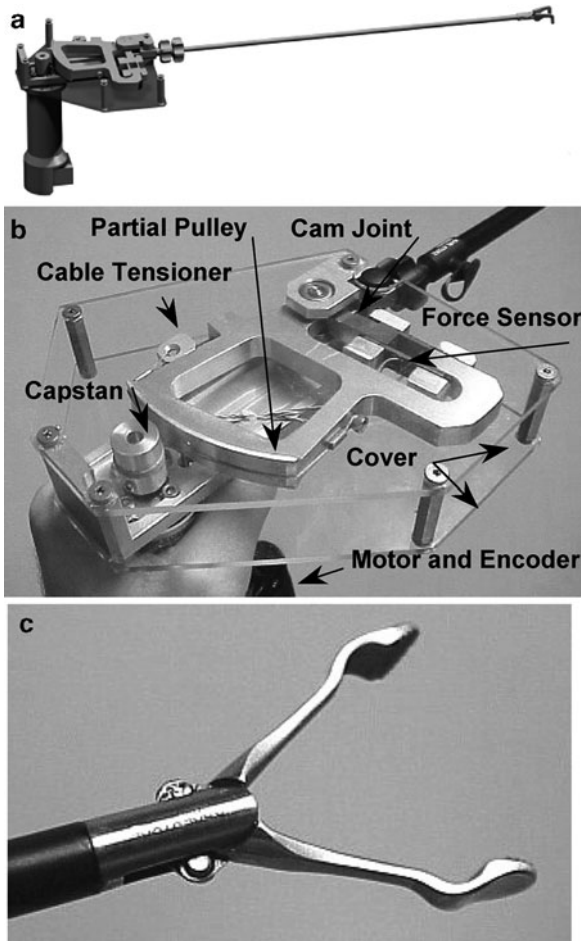 a
b
Partial Pulley
Cam Joint
Cable Tensioner
Force Sensor
Capstan
Cover
Motor and Encoder
c